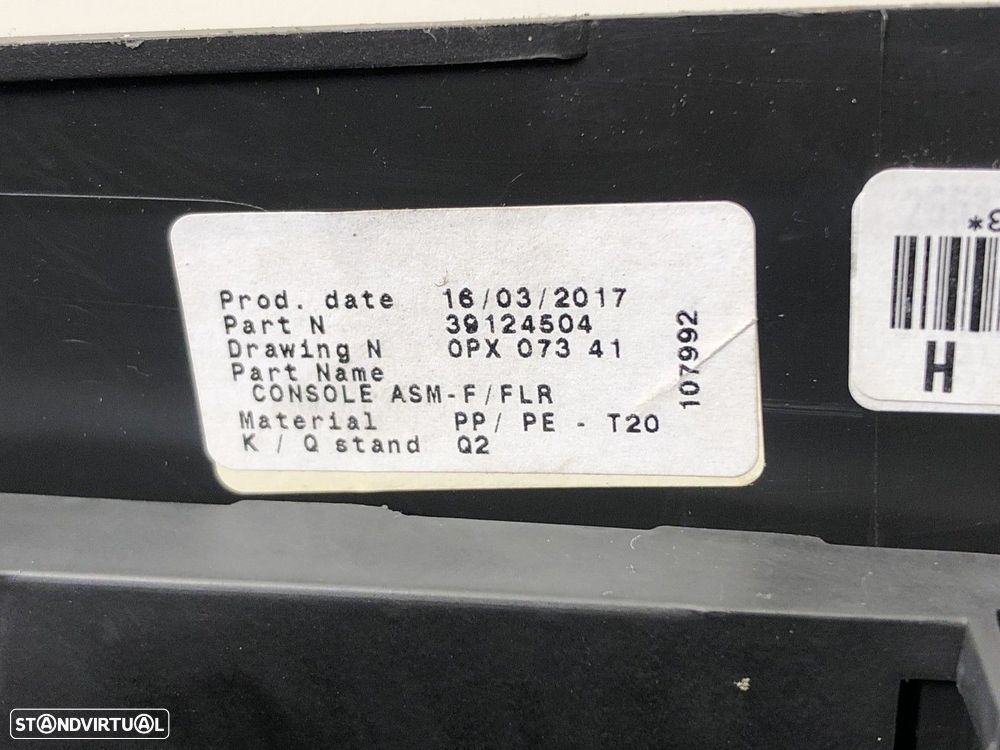 Prod. date 16/03/2017
Part N 39124504
Drawing N 0PX 073 41
Part Name
CONSOLE ASM-F/FLR
Material PP/ PE - T20
K / Q stand Q2
107992
3*
H
STANDVIRTUAL